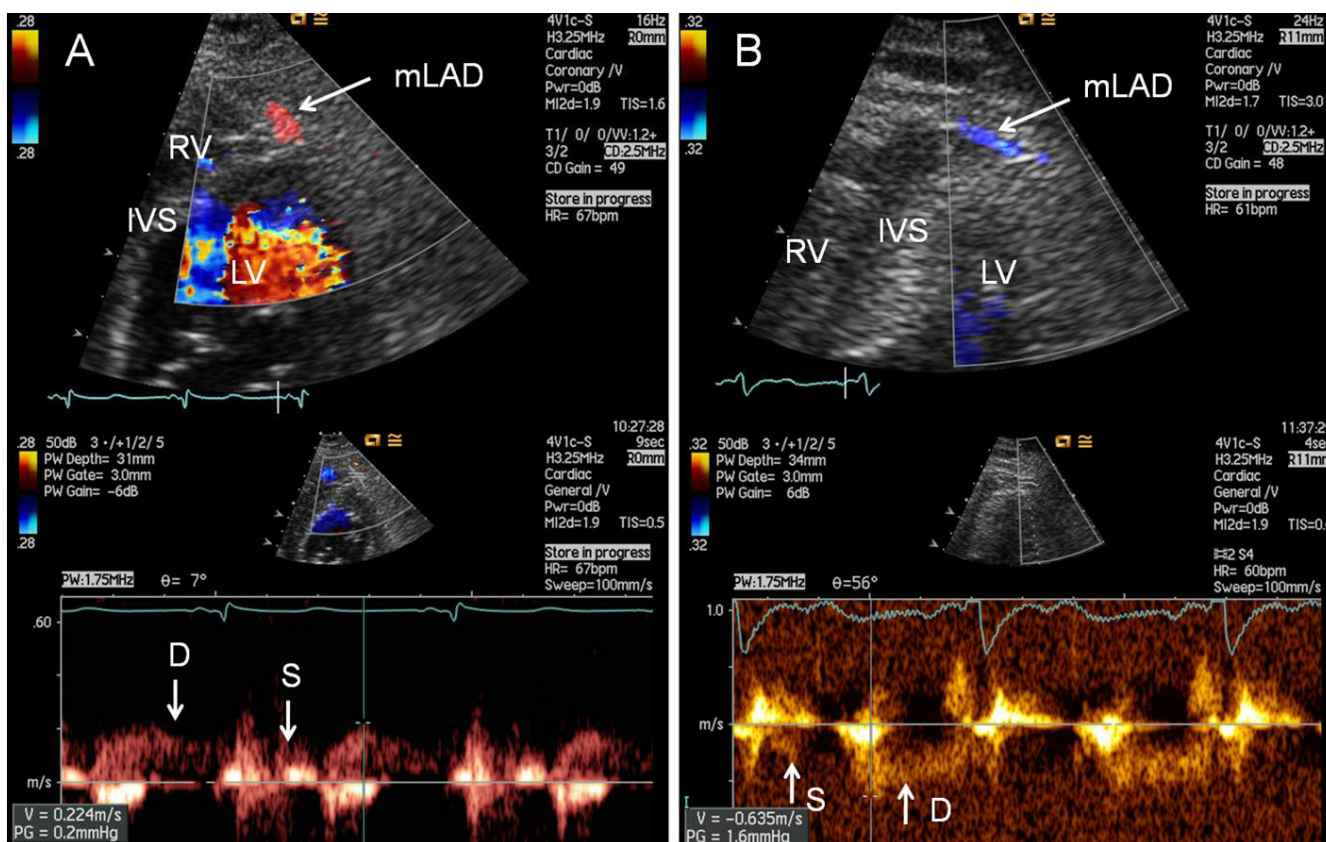 A
.28
.28
mLAD
RV
IVS
LV
4V1c-S 16Hz
H3.25MHz R0mm
Cardiac
Coronary /V
Pwr=0dB
MI2d=1.9 TIS=1.6
T1/ 0/ 0/VV:1.2+
3/2 CD:2.5MHz
CD Gain = 49
Store in progress
HR= 67bpm
10:27:28
.28
.28
50dB 3 •/+1/2/ 5
PW Depth= 31mm
PW Gate= 3.0mm
PW Gain= -6dB
4V1c-S 9sec
H3.25MHz R0mm
Cardiac
General /V
Pwr=0dB
MI2d=1.9 TIS=0.5
Store in progress
HR= 67bpm
Sweep=100mm/s
PW:1.75MHz θ= 7°
.60
D
S
m/s
V = 0.224m/s
PG = 0.2mmHg
B
.32
.32
mLAD
RV
IVS
LV
4V1c-S 24Hz
H3.25MHz R11mm
Cardiac
Coronary /V
Pwr=0dB
MI2d=1.7 TIS=3.0
T1/ 0/ 0/VV:1.2+
3/2 CD:2.5MHz
CD Gain = 48
Store in progress
HR= 61bpm
.32
.32
50dB 3 •/+1/2/ 5
PW Depth= 34mm
PW Gate= 3.0mm
PW Gain= 6dB
4V1c-S
H3.25MHz R11mm
Cardiac
General /V
Pwr=0dB
MI2d=1.9
S4
HR= 60bpm
Sweep=100mm/s
PW:1.75MHz θ=56°
1.0
m/s
S
D
V = -0.635m/s
PG = 1.6mmHg